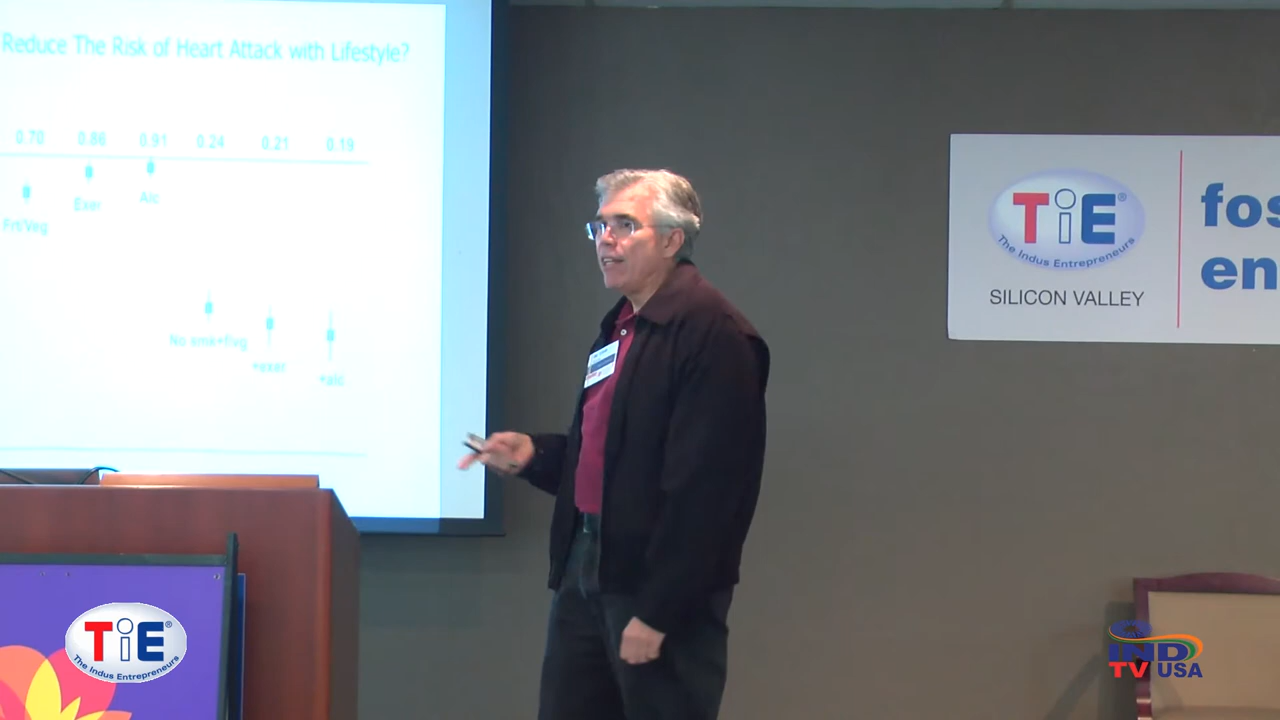 Reduce The Risk of Heart Attack with Lifestyle?
0.70 0.86 0.91 0.24 0.21 0.19
Frt/Veg
Exer
Alc
No smk+f/vg
+exer
+alc
TiE®
The Indus Entrepreneurs
SILICON VALLEY
fos
en
TiE®
The Indus Entrepreneurs
IND
TV USA